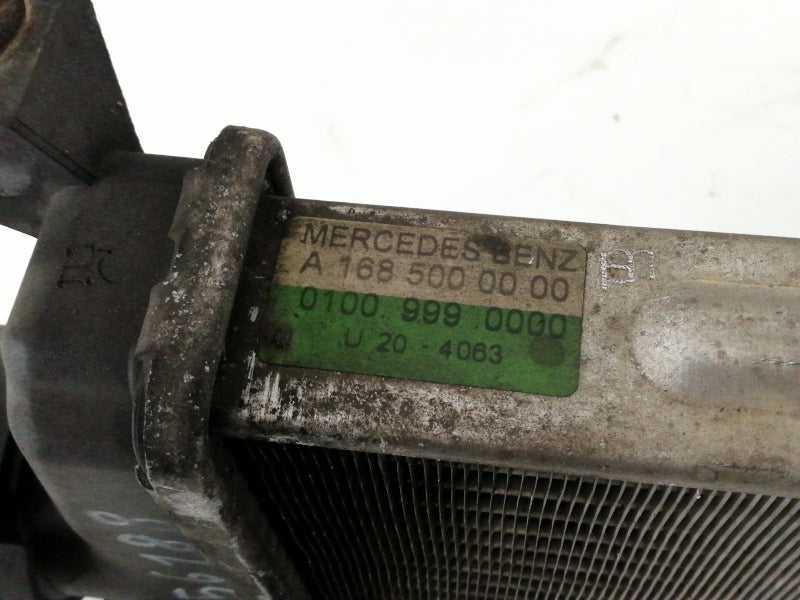 MERCEDES BENZ
A 168 500 00 00
0100 999 0000
U 20 - 4063